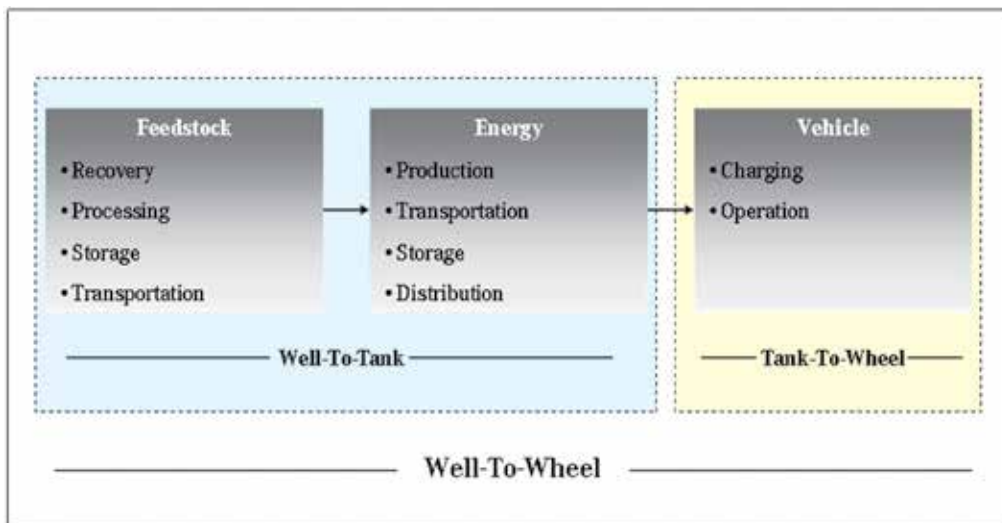 Feedstock
• Recovery
• Processing
• Storage
• Transportation
Energy
• Production
• Transportation
• Storage
• Distribution
Vehicle
• Charging
• Operation
Well-To-Tank
Tank-To-Wheel
Well-To-Wheel